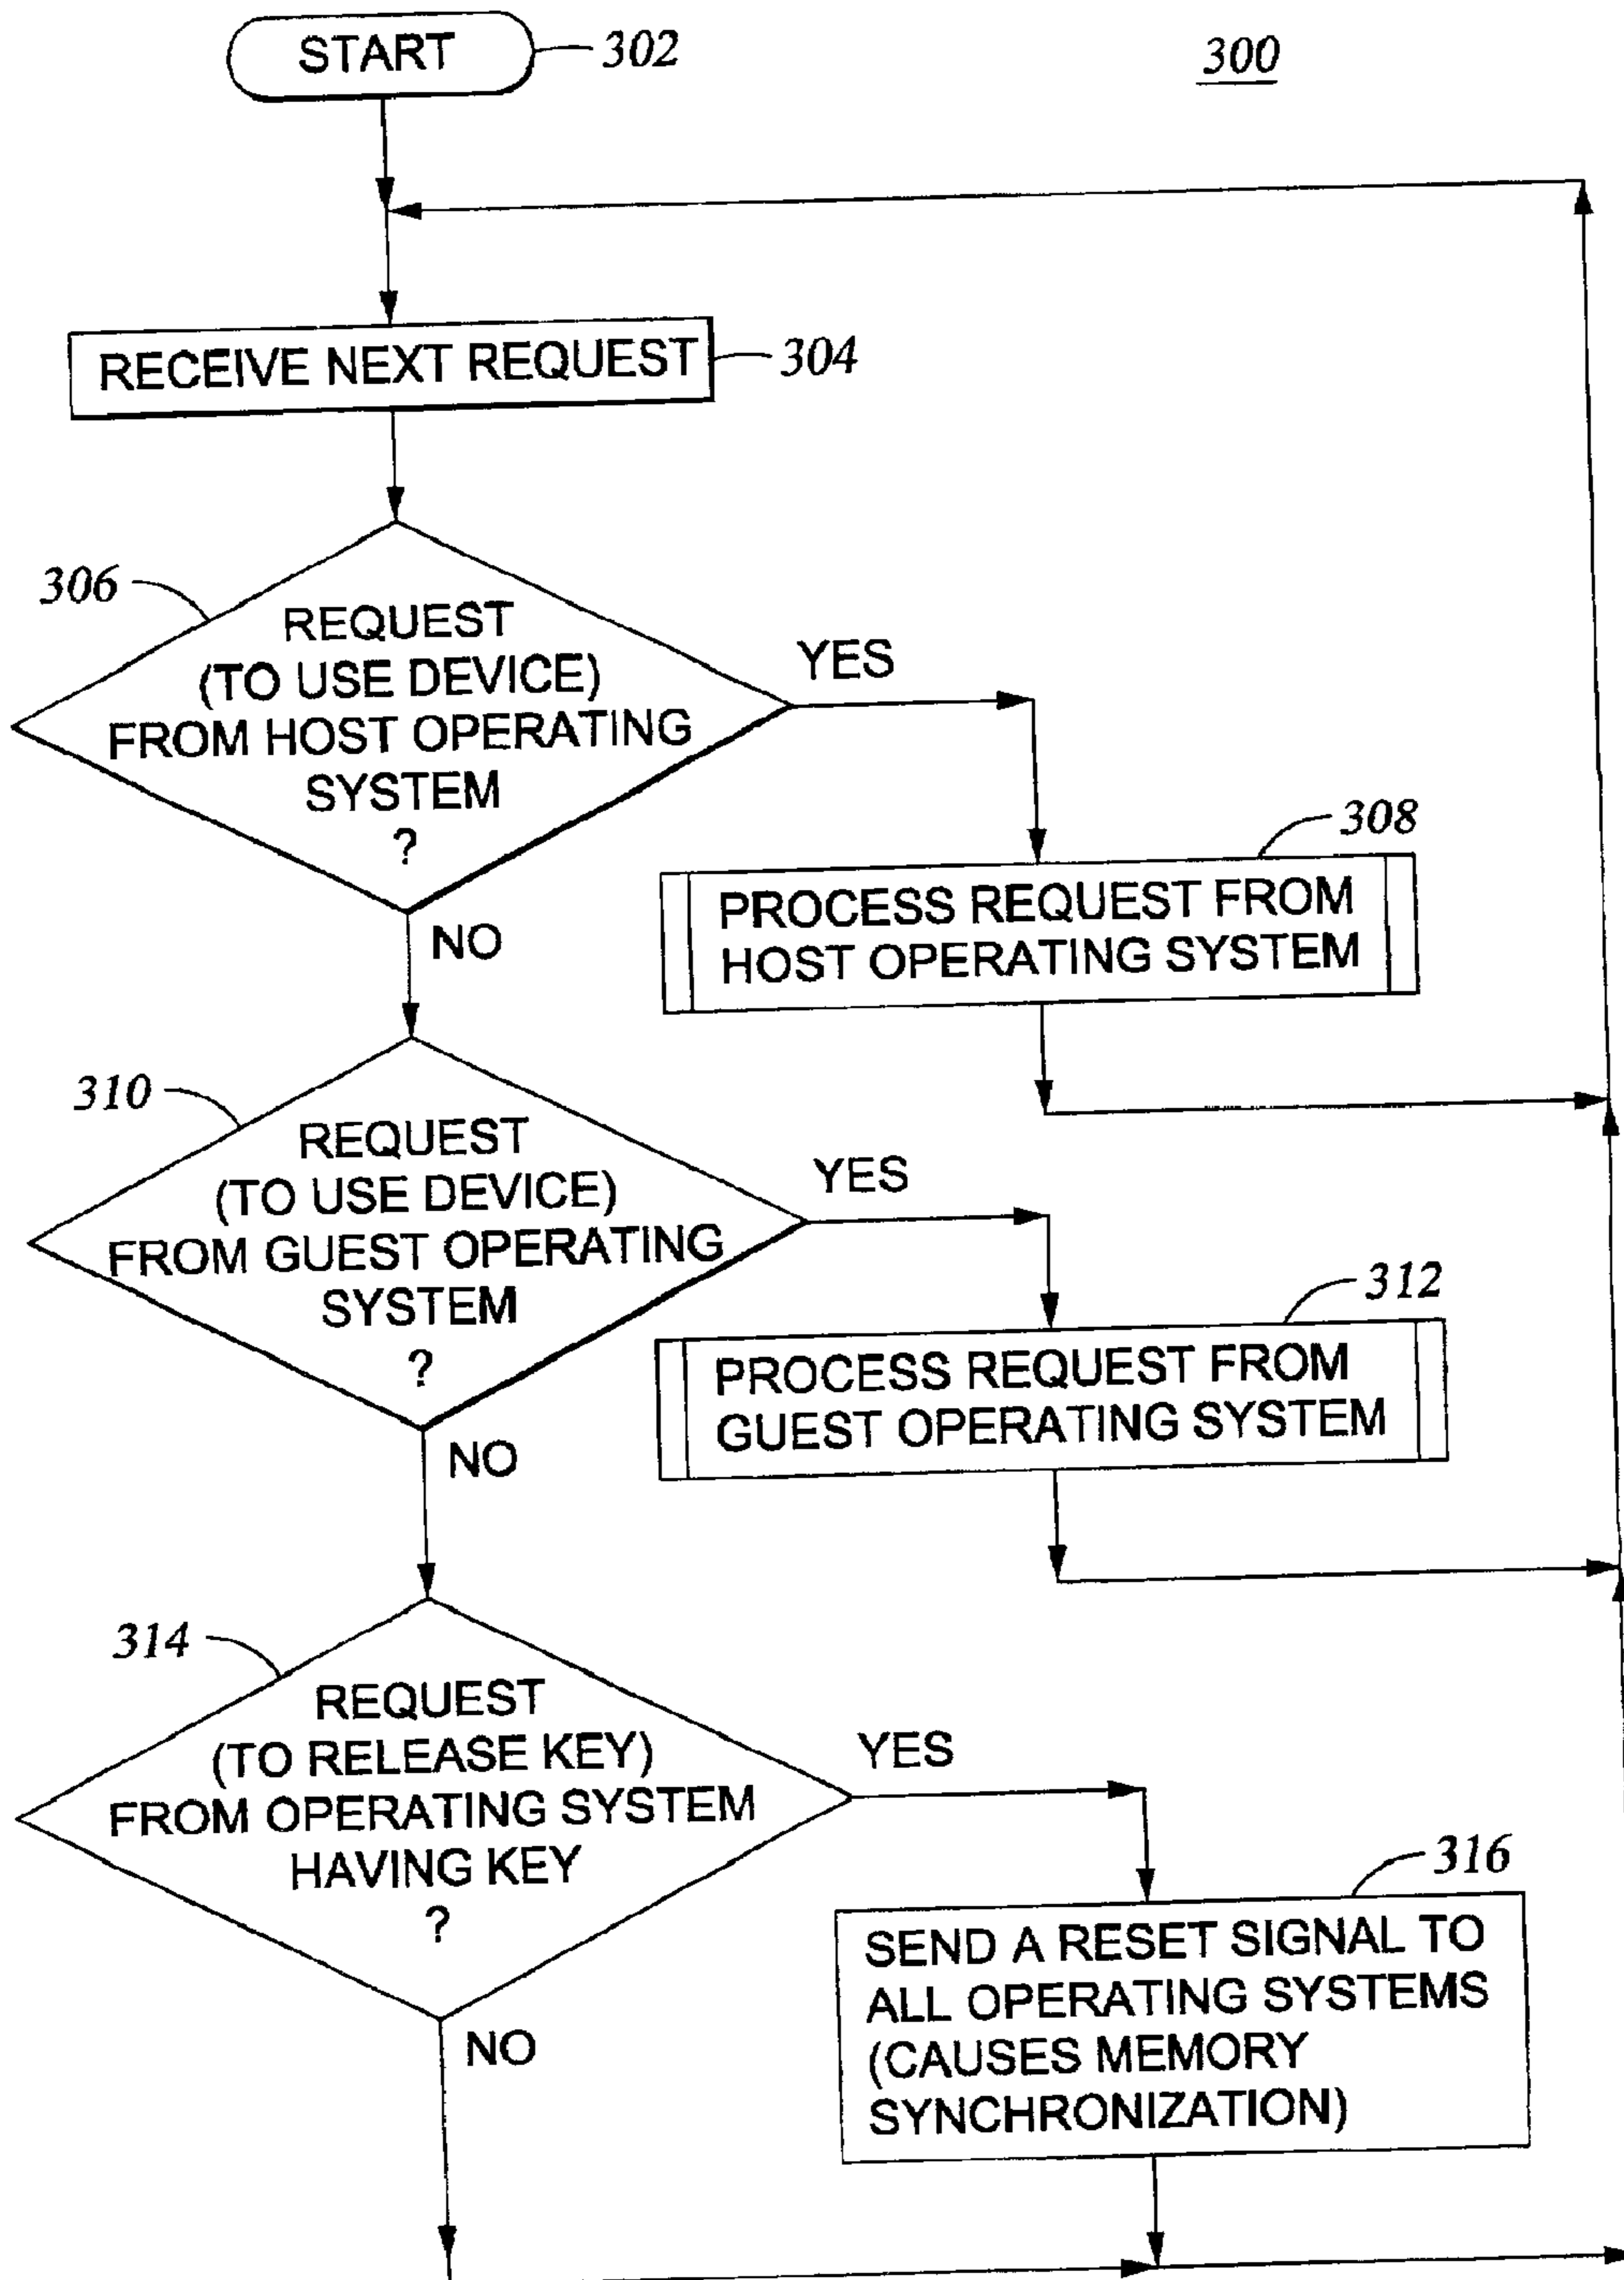 START
302
300
RECEIVE NEXT REQUEST
304
306
REQUEST
(TO USE DEVICE)
FROM HOST OPERATING
SYSTEM
?
YES
NO
308
PROCESS REQUEST FROM
HOST OPERATING SYSTEM
310
REQUEST
(TO USE DEVICE)
FROM GUEST OPERATING
SYSTEM
?
YES
NO
312
PROCESS REQUEST FROM
GUEST OPERATING SYSTEM
314
REQUEST
(TO RELEASE KEY)
FROM OPERATING SYSTEM
HAVING KEY
?
YES
NO
316
SEND A RESET SIGNAL TO
ALL OPERATING SYSTEMS
(CAUSES MEMORY
SYNCHRONIZATION)